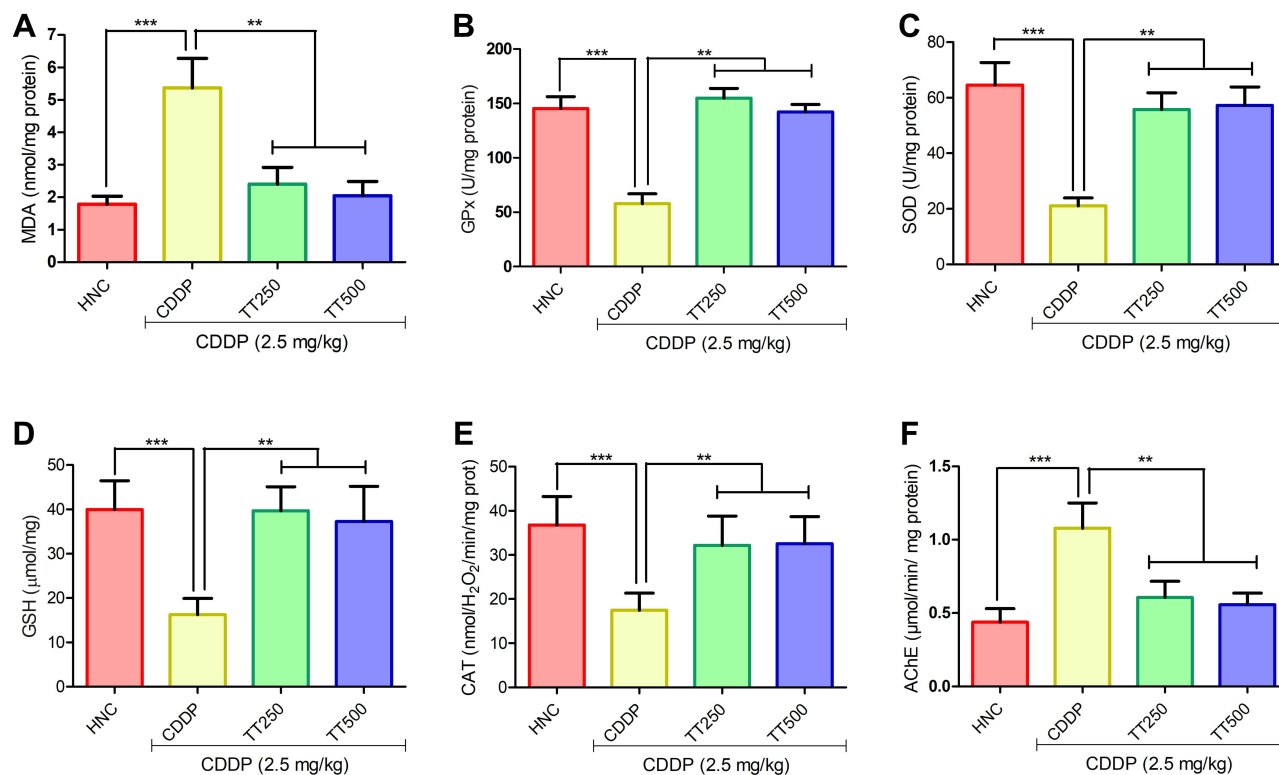 A
MDA (nmol/mg protein)
7
6
5
4
3
2
1
0
***
**
HNC
CDDP
TT250
TT500
CDDP (2.5 mg/kg)
B
GPx (U/mg protein)
200
150
100
50
0
***
**
HNC
CDDP
TT250
TT500
CDDP (2.5 mg/kg)
C
SOD (U/mg protein)
80
60
40
20
0
***
**
HNC
CDDP
TT250
TT500
CDDP (2.5 mg/kg)
D
GSH (μmol/mg)
50
40
30
20
10
0
***
**
HNC
CDDP
TT250
TT500
CDDP (2.5 mg/kg)
E
CAT (nmol/H₂O₂/min/mg prot)
50
40
30
20
10
0
***
**
HNC
CDDP
TT250
TT500
CDDP (2.5 mg/kg)
F
AChE (μmol/min/ mg protein)
1.5
1.0
0.5
0.0
***
**
HNC
CDDP
TT250
TT500
CDDP (2.5 mg/kg)